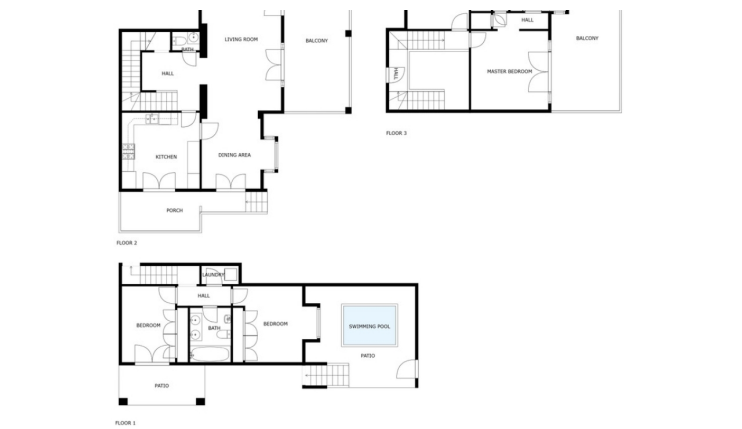 LIVING ROOM
BALCONY
BATH
HALL
KITCHEN
DINING AREA
PORCH
FLOOR 2
HALL
BALCONY
MASTER BEDROOM
HALL
FLOOR 3
LAUNDRY
HALL
BEDROOM
BATH
BEDROOM
SWIMMING POOL
PATIO
PATIO
FLOOR 1